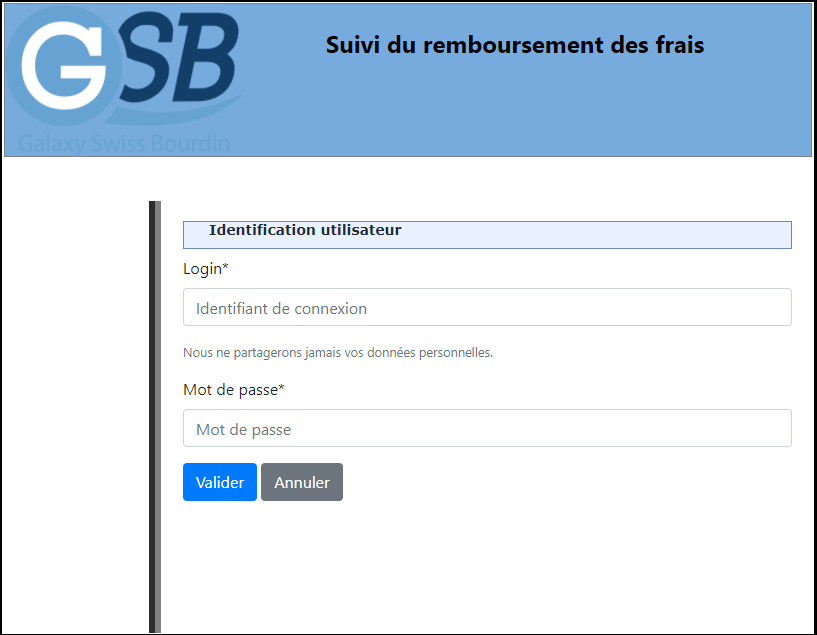 GSB
Galaxy Swiss Bourdin
Suivi du remboursement des frais
Identification utilisateur
Login*
Identifiant de connexion
Nous ne partagerons jamais vos données personnelles.
Mot de passe*
Mot de passe
Valider Annuler